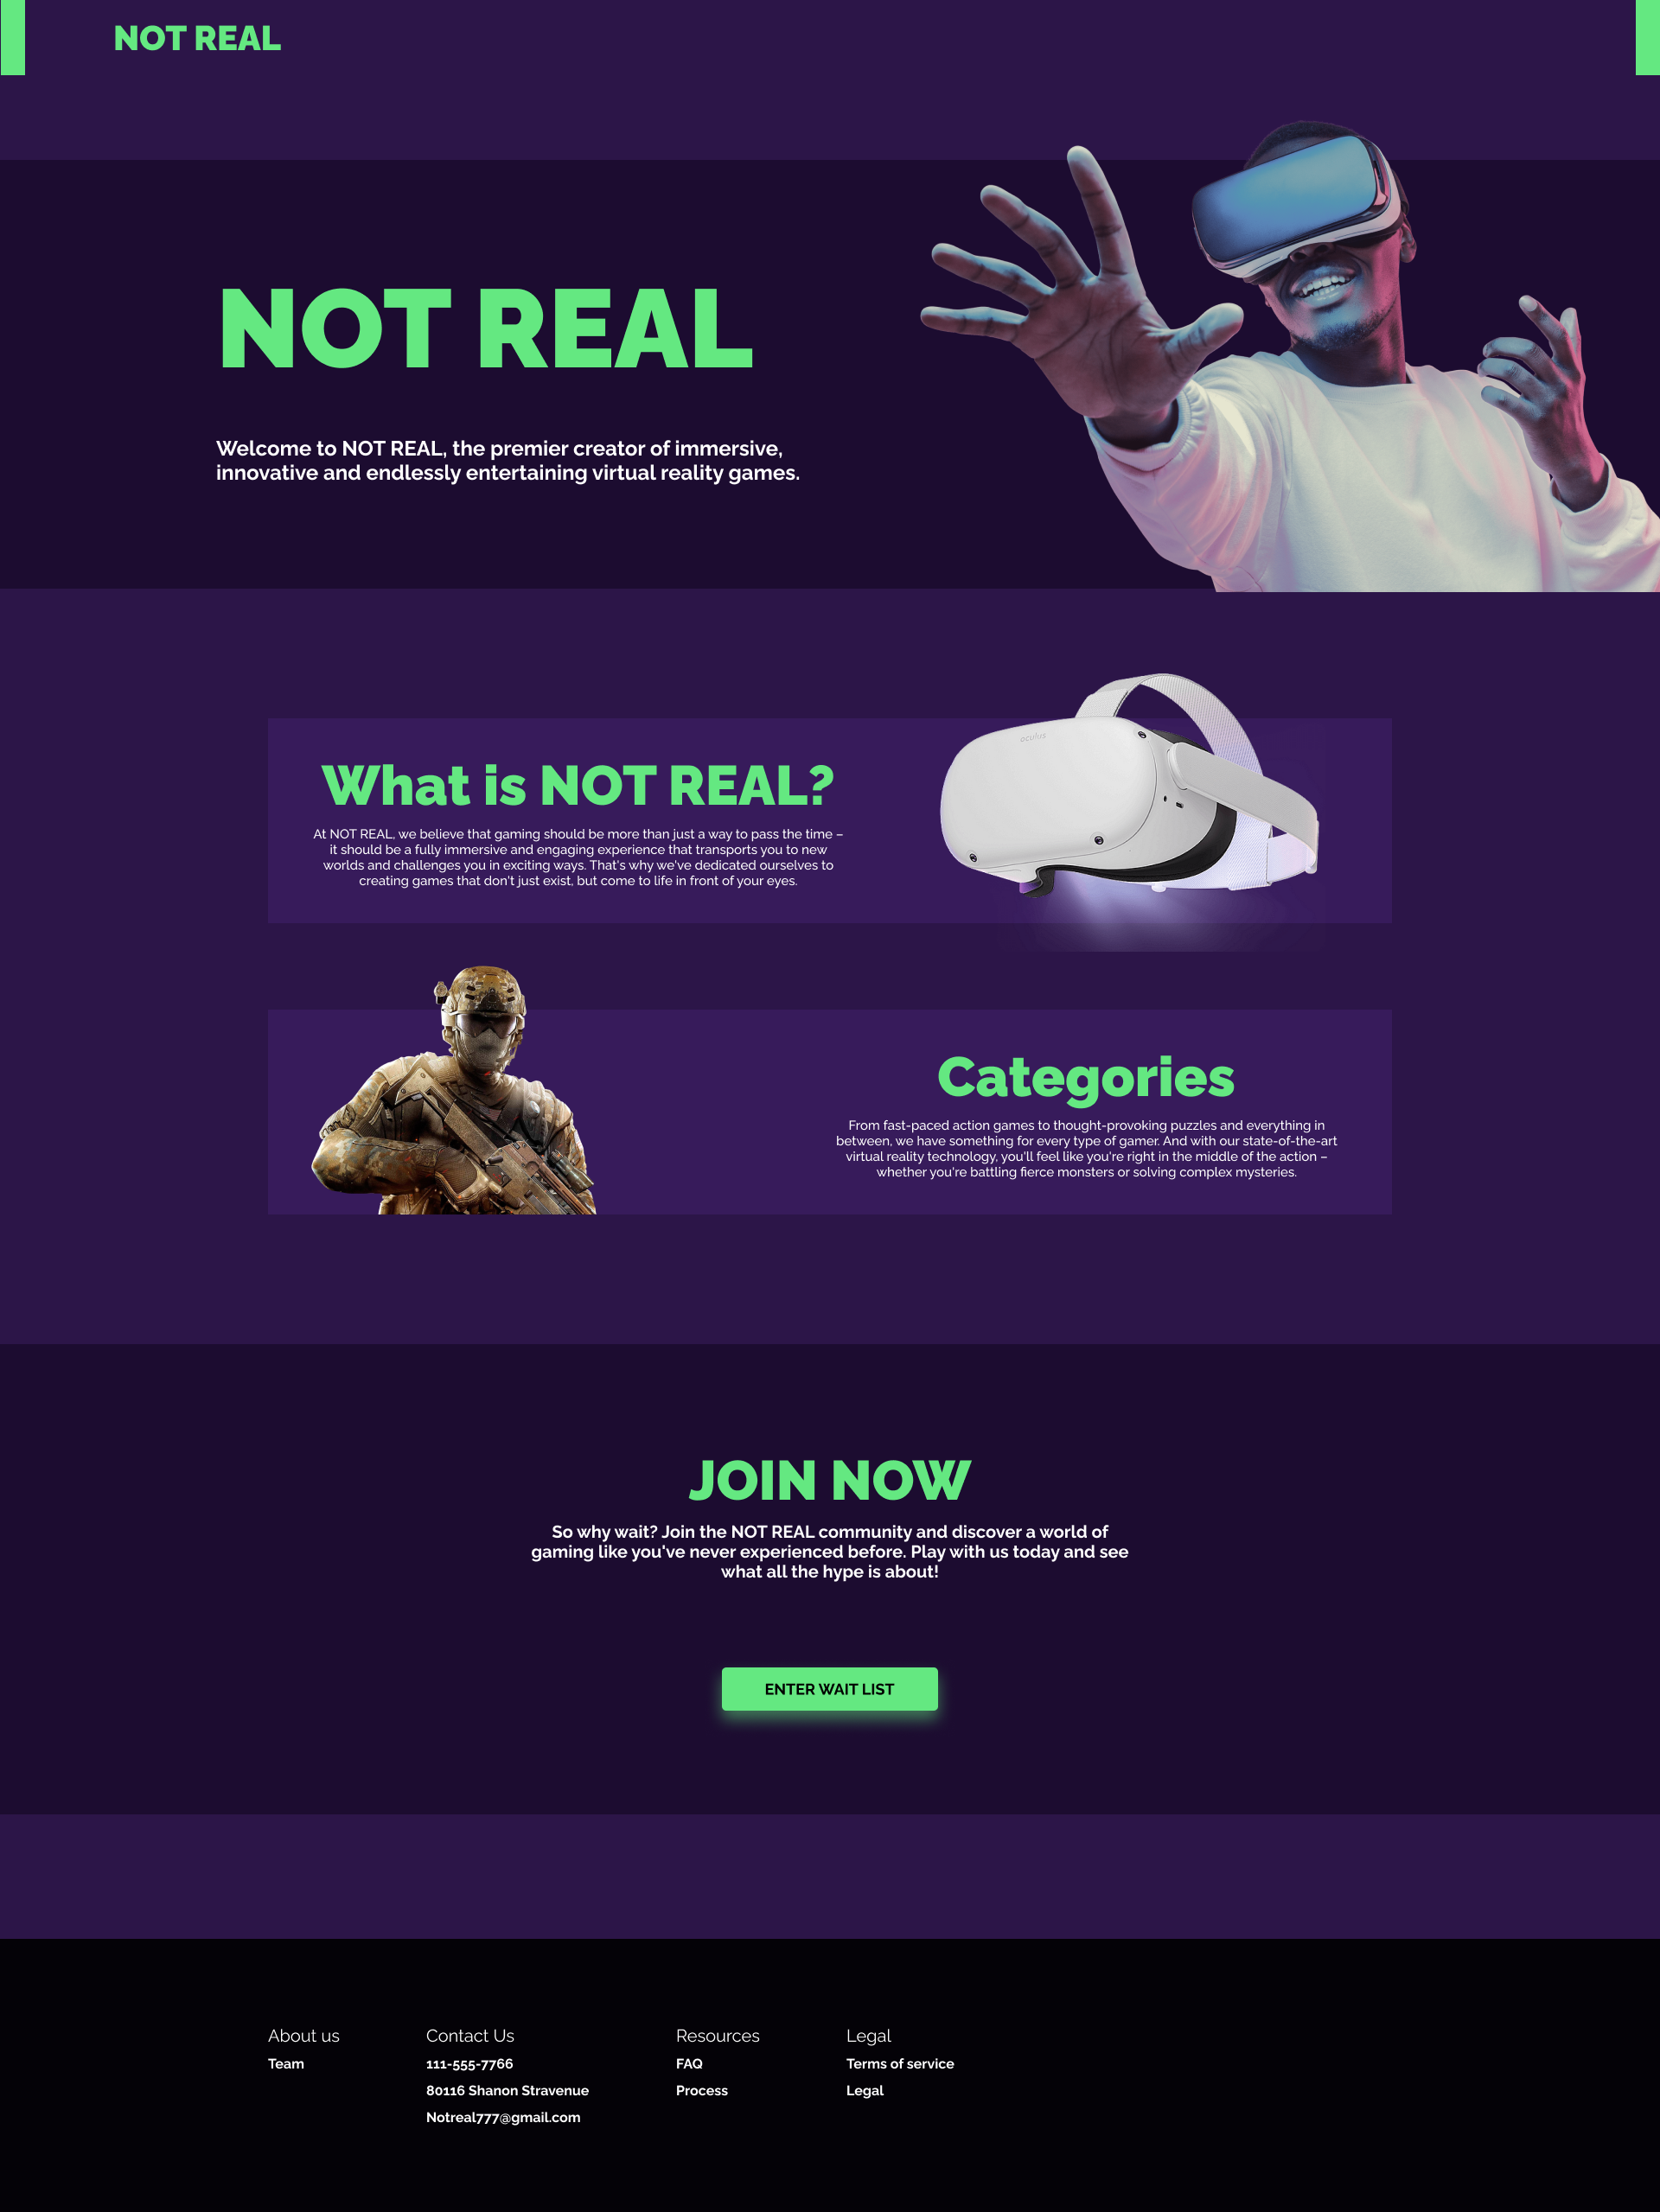 NOT REAL
NOT REAL
Welcome to NOT REAL, the premier creator of immersive,
innovative and endlessly entertaining virtual reality games.
oculus
What is NOT REAL?
At NOT REAL, we believe that gaming should be more than just a way to pass the time –
it should be a fully immersive and engaging experience that transports you to new
worlds and challenges you in exciting ways. That's why we've dedicated ourselves to
creating games that don't just exist, but come to life in front of your eyes.
Categories
From fast-paced action games to thought-provoking puzzles and everything in
between, we have something for every type of gamer. And with our state-of-the-art
virtual reality technology, you'll feel like you're right in the middle of the action –
whether you're battling fierce monsters or solving complex mysteries.
JOIN NOW
So why wait? Join the NOT REAL community and discover a world of
gaming like you've never experienced before. Play with us today and see
what all the hype is about!
ENTER WAIT LIST
About us
Team
Contact Us
111-555-7766
80116 Shanon Stravenue
Notreal777@gmail.com
Resources
FAQ
Process
Legal
Terms of service
Legal